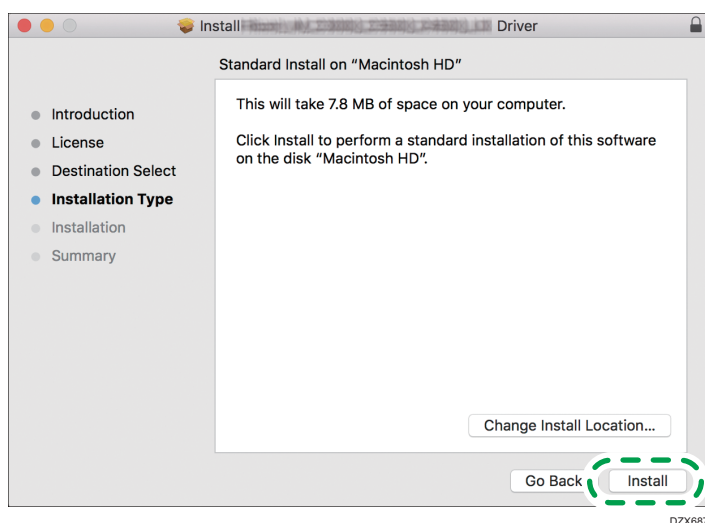 Install Driver
Standard Install on “Macintosh HD”
Introduction
License
Destination Select
Installation Type
Installation
Summary
This will take 7.8 MB of space on your computer.
Click Install to perform a standard installation of this software
on the disk “Macintosh HD”.
Change Install Location...
Go Back
Install
DZX687